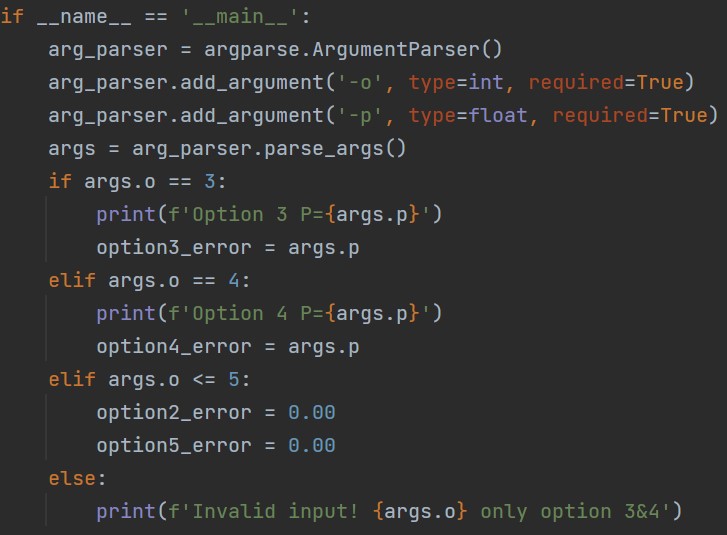 if __name__ == '__main__':
    arg_parser = argparse.ArgumentParser()
    arg_parser.add_argument('-o', type=int, required=True)
    arg_parser.add_argument('-p', type=float, required=True)
    args = arg_parser.parse_args()
    if args.o == 3:
        print(f'Option 3 P={args.p}')
        option3_error = args.p
    elif args.o == 4:
        print(f'Option 4 P={args.p}')
        option4_error = args.p
    elif args.o <= 5:
        option2_error = 0.00
        option5_error = 0.00
    else:
        print(f'Invalid input! {args.o} only option 3&4')